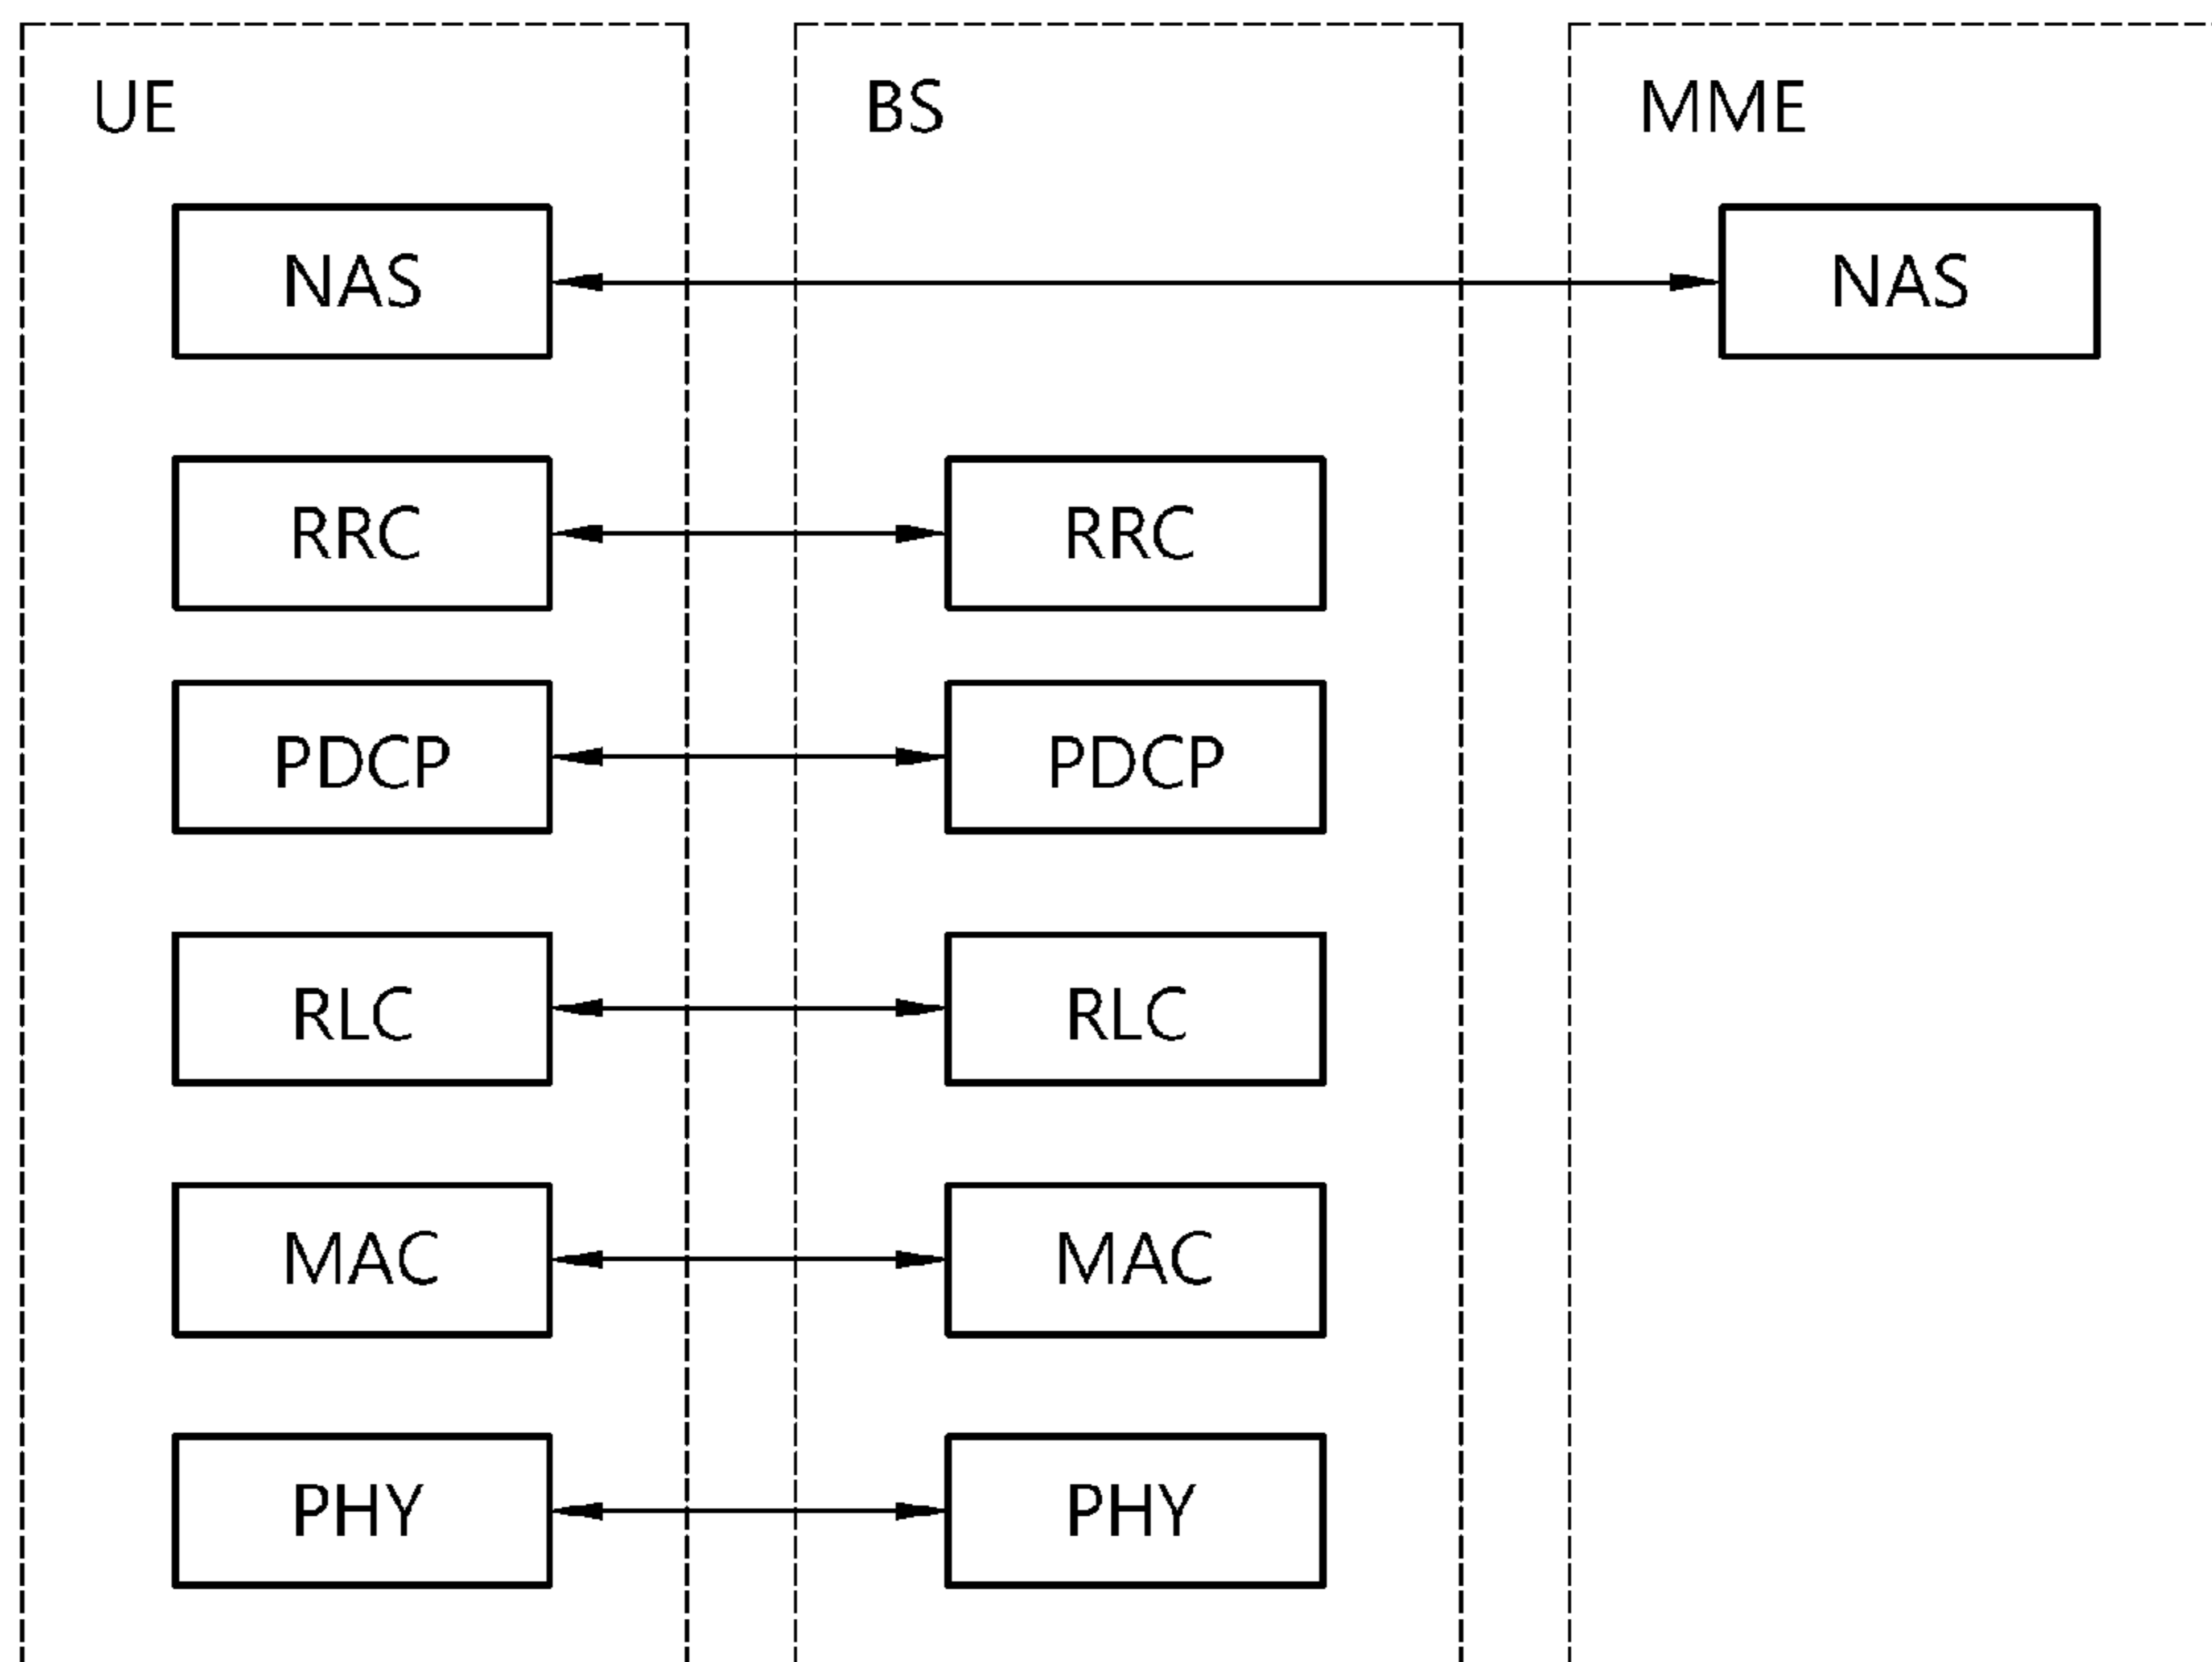 UE BS MME
NAS NAS
RRC RRC
PDCP PDCP
RLC RLC
MAC MAC
PHY PHY